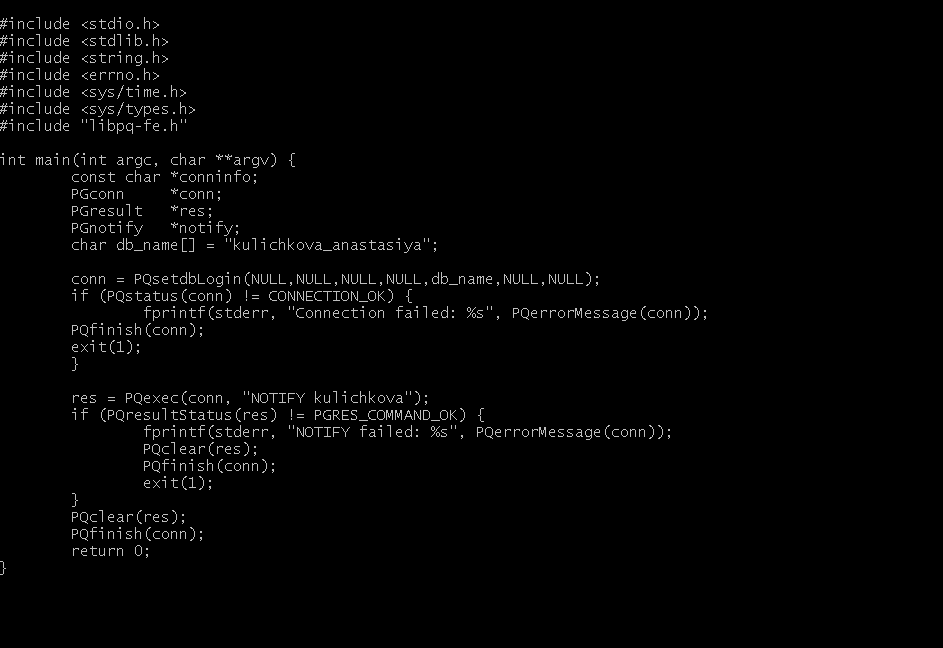 #include <stdio.h>
#include <stdlib.h>
#include <string.h>
#include <errno.h>
#include <sys/time.h>
#include <sys/types.h>
#include "libpq-fe.h"

int main(int argc, char **argv) {
        const char *conninfo;
        PGconn     *conn;
        PGresult   *res;
        PGnotify   *notify;
        char db_name[] = "kulichkova_anastasiya";

        conn = PQsetdbLogin(NULL,NULL,NULL,NULL,db_name,NULL,NULL);
        if (PQstatus(conn) != CONNECTION_OK) {
                fprintf(stderr, "Connection failed: %s", PQerrorMessage(conn));
        PQfinish(conn);
        exit(1);
        }

        res = PQexec(conn, "NOTIFY kulichkova");
        if (PQresultStatus(res) != PGRES_COMMAND_OK) {
                fprintf(stderr, "NOTIFY failed: %s", PQerrorMessage(conn));
                PQclear(res);
                PQfinish(conn);
                exit(1);
        }
        PQclear(res);
        PQfinish(conn);
        return 0;
}